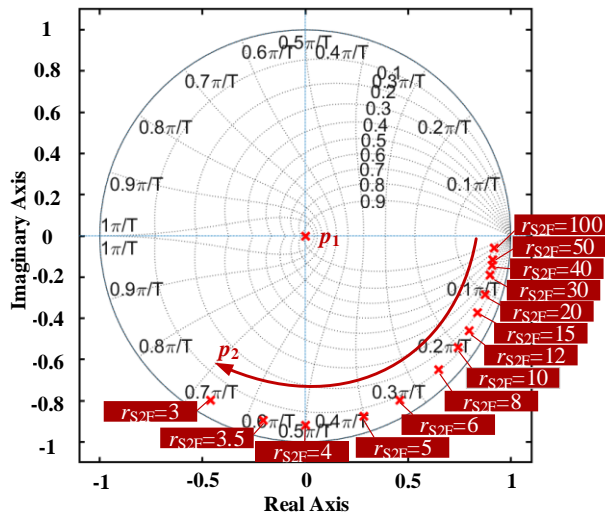 1
0.8
0.6
0.4
0.2
0
-0.2
-0.4
-0.6
-0.8
-1
Imaginary Axis
0.5π/T
0.6π/T
0.4π/T
0.7π/T
0.3π/T
0.8π/T
0.2π/T
0.9π/T
0.1π/T
1π/T
1π/T
0.9π/T
0.1π/T
0.8π/T
0.2π/T
0.7π/T
0.3π/T
0.6π/T
0.4π/T
0.5π/T
0.1
0.2
0.3
0.4
0.5
0.6
0.7
0.8
0.9
p1
p2
rS2F=100
rS2F=50
rS2F=40
rS2F=30
rS2F=20
rS2F=15
rS2F=12
rS2F=10
rS2F=8
rS2F=6
rS2F=5
rS2F=4
rS2F=3.5
rS2F=3
-1
-0.5
0
0.5
1
Real Axis